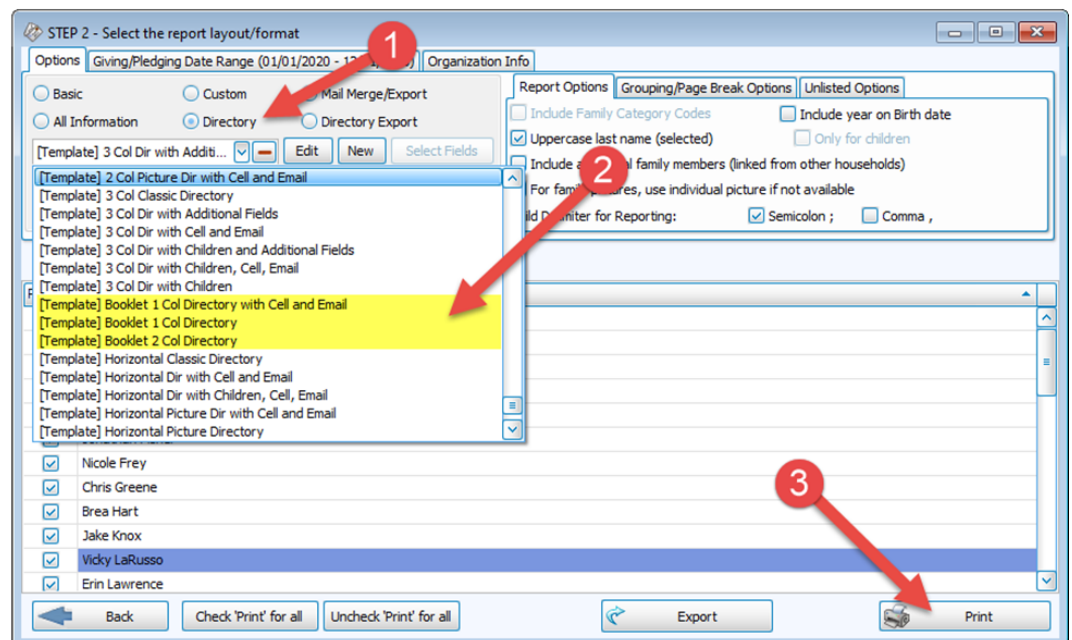 STEP 2 - Select the report layout/format
1
Options Giving/Pledging Date Range (01/01/2020 - Organization Info
Basic Custom Mail Merge/Export
All Information Directory Directory Export
[Template] 3 Col Dir with Additi... Edit New Select Fields
Report Options Grouping/Page Break Options Unlisted Options
Include Family Category Codes Include year on Birth date
Uppercase last name (selected) Only for children
Include family members (linked from other households)
2
For family use individual picture if not available
for Reporting: Semicolon ; Comma ,
[Template] 2 Col Picture Dir with Cell and Email
[Template] 3 Col Classic Directory
[Template] 3 Col Dir with Additional Fields
[Template] 3 Col Dir with Cell and Email
[Template] 3 Col Dir with Children and Additional Fields
[Template] 3 Col Dir with Children, Cell, Email
[Template] 3 Col Dir with Children
[Template] Booklet 1 Col Directory with Cell and Email
[Template] Booklet 1 Col Directory
[Template] Booklet 2 Col Directory
[Template] Horizontal Classic Directory
[Template] Horizontal Dir with Cell and Email
[Template] Horizontal Dir with Children, Cell, Email
[Template] Horizontal Picture Dir with Cell and Email
[Template] Horizontal Picture Directory
Nicole Frey
Chris Greene
3
Brea Hart
Jake Knox
Vicky LaRusso
Erin Lawrence
Back Check 'Print' for all Uncheck 'Print' for all Export Print